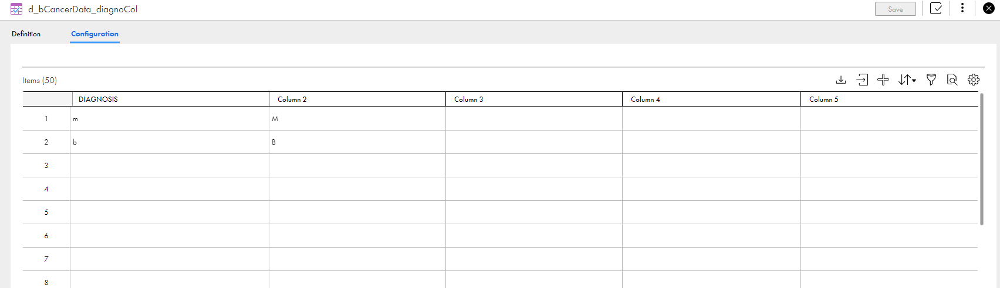 d_bCancerData_diagnoCol Save
Definition Configuration
Items (50)
DIAGNOSIS Column 2 Column 3 Column 4 Column 5
1 m M
2 b B
3
4
5
6
7
8